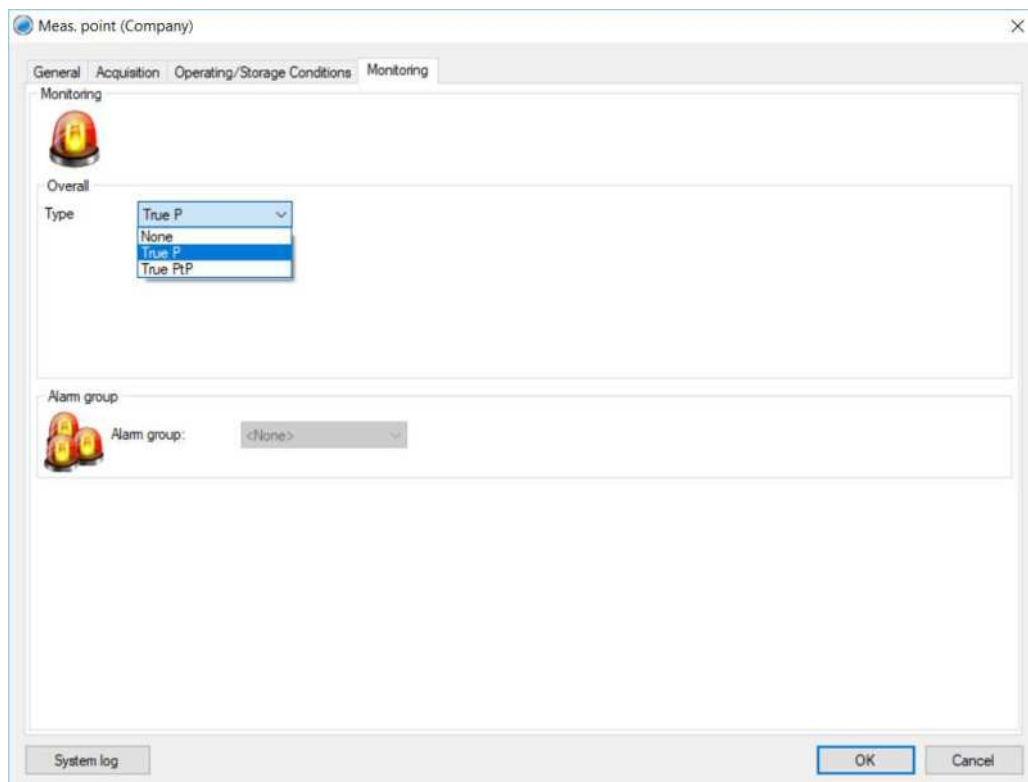 Meas. point (Company)
General Acquisition Operating/Storage Conditions Monitoring
Monitoring
Overall
Type True P
None
True P
True PtP
Alarm group
Alarm group: <None>
System log OK Cancel